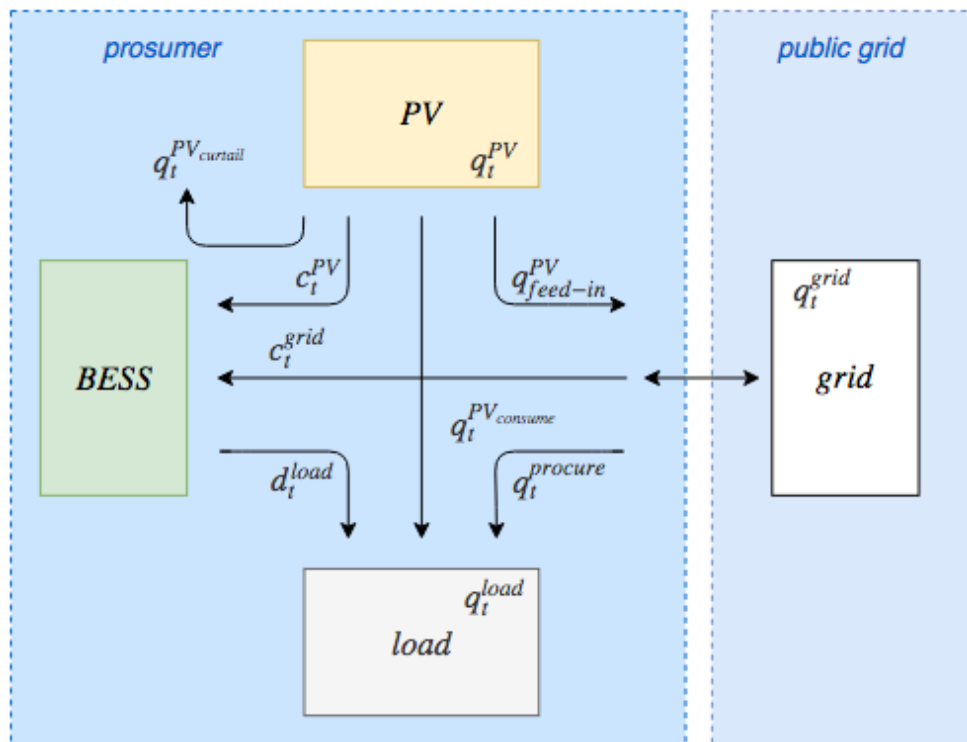 prosumer
public grid
PV
q_t^{PV}
q_t^{PV_{curtail}}
c_t^{PV}
q_{feed-in}^{PV}
q_t^{grid}
c_t^{grid}
BESS
grid
q_t^{PV_{consume}}
d_t^{load}
q_t^{procure}
q_t^{load}
load